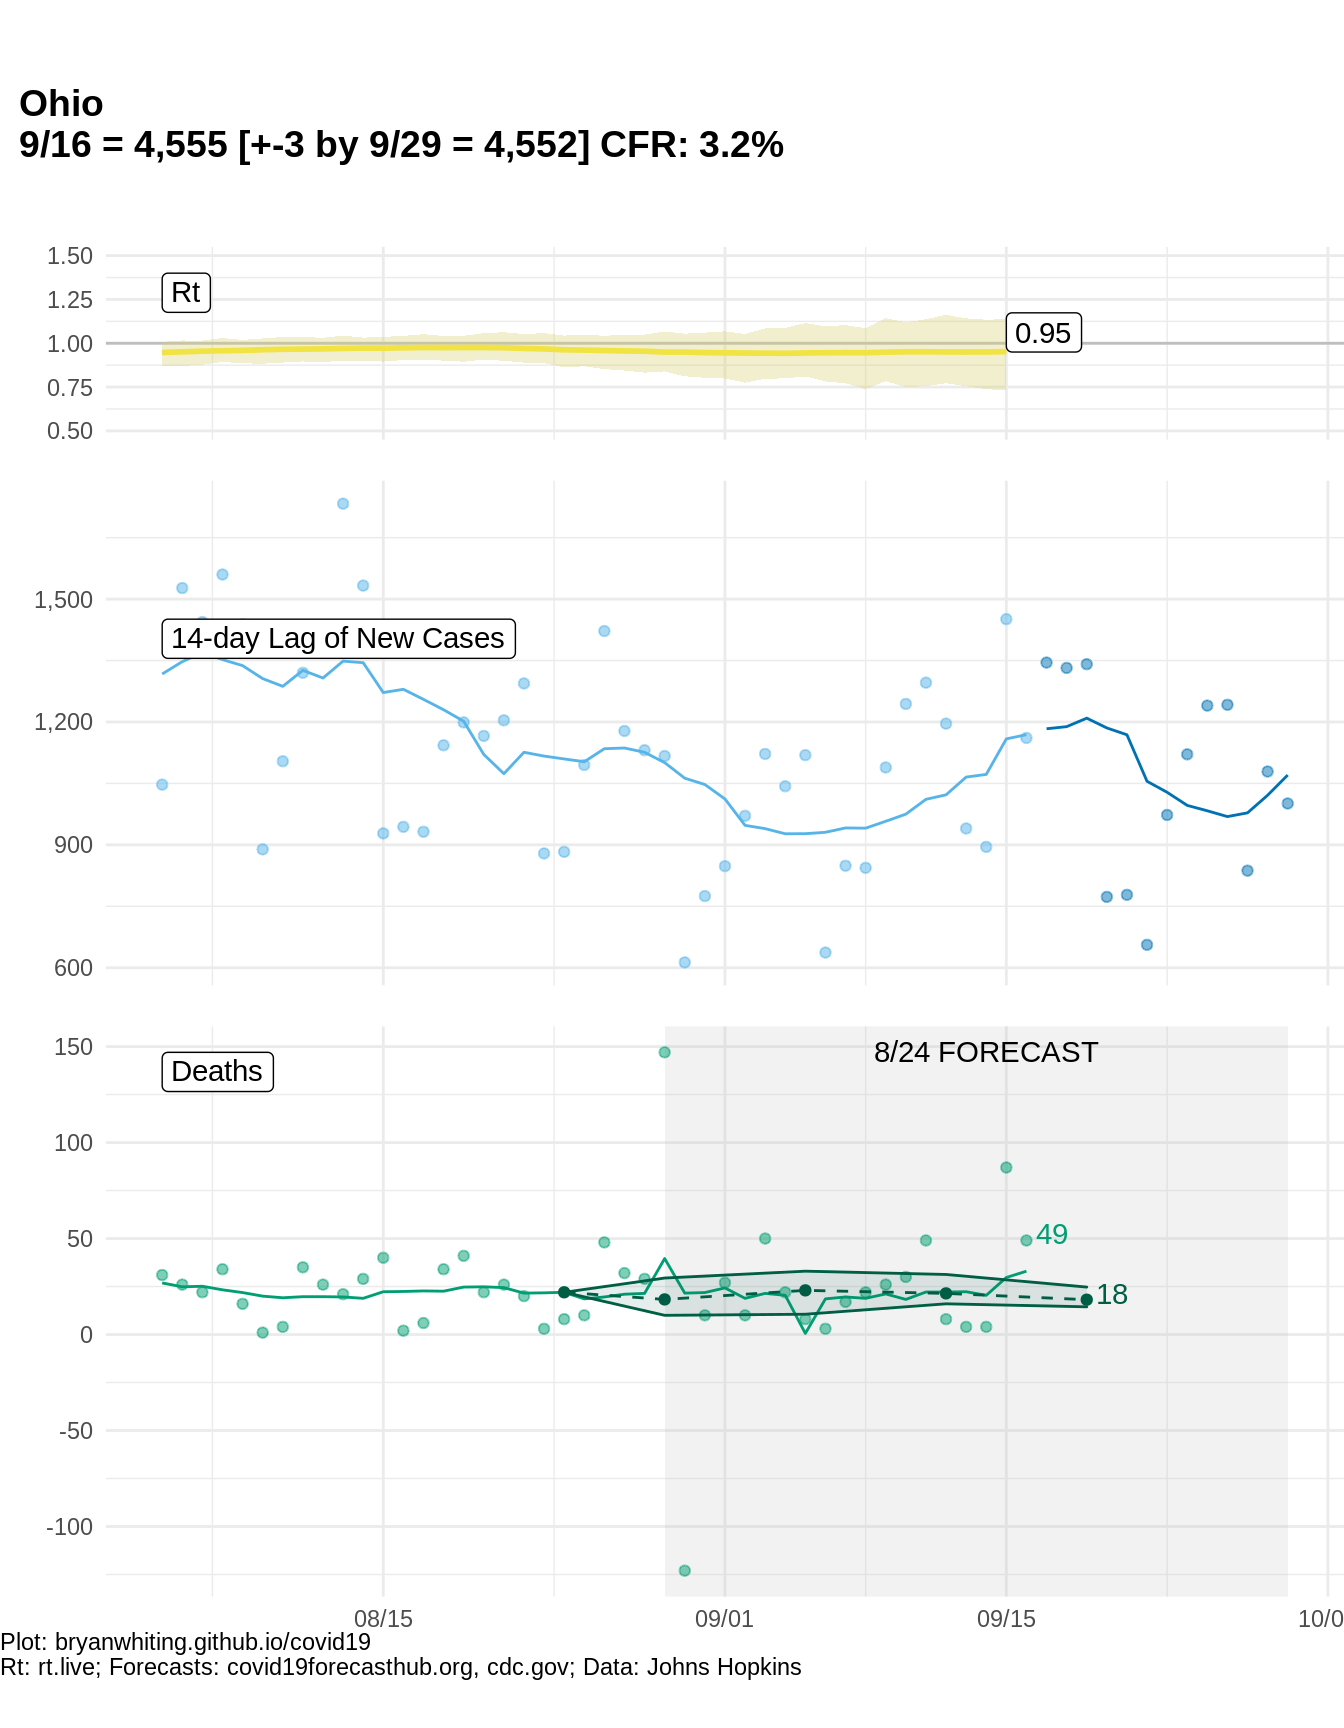 Ohio
9/16 = 4,555 [+-3 by 9/29 = 4,552] CFR: 3.2%
1.50
Rt
1.25
0.95
1.00
0.75
0.50
1,500
14-day Lag of New Cases
1,200
900
600
150
8/24 FORECAST
Deaths
100
50
49
18
0
-50
-100
08/15
09/01
09/15
10/0
Plot: bryanwhiting.github.io/covid19
Rt: rt.live; Forecasts: covid19forecasthub.org, cdc.gov; Data: Johns Hopkins